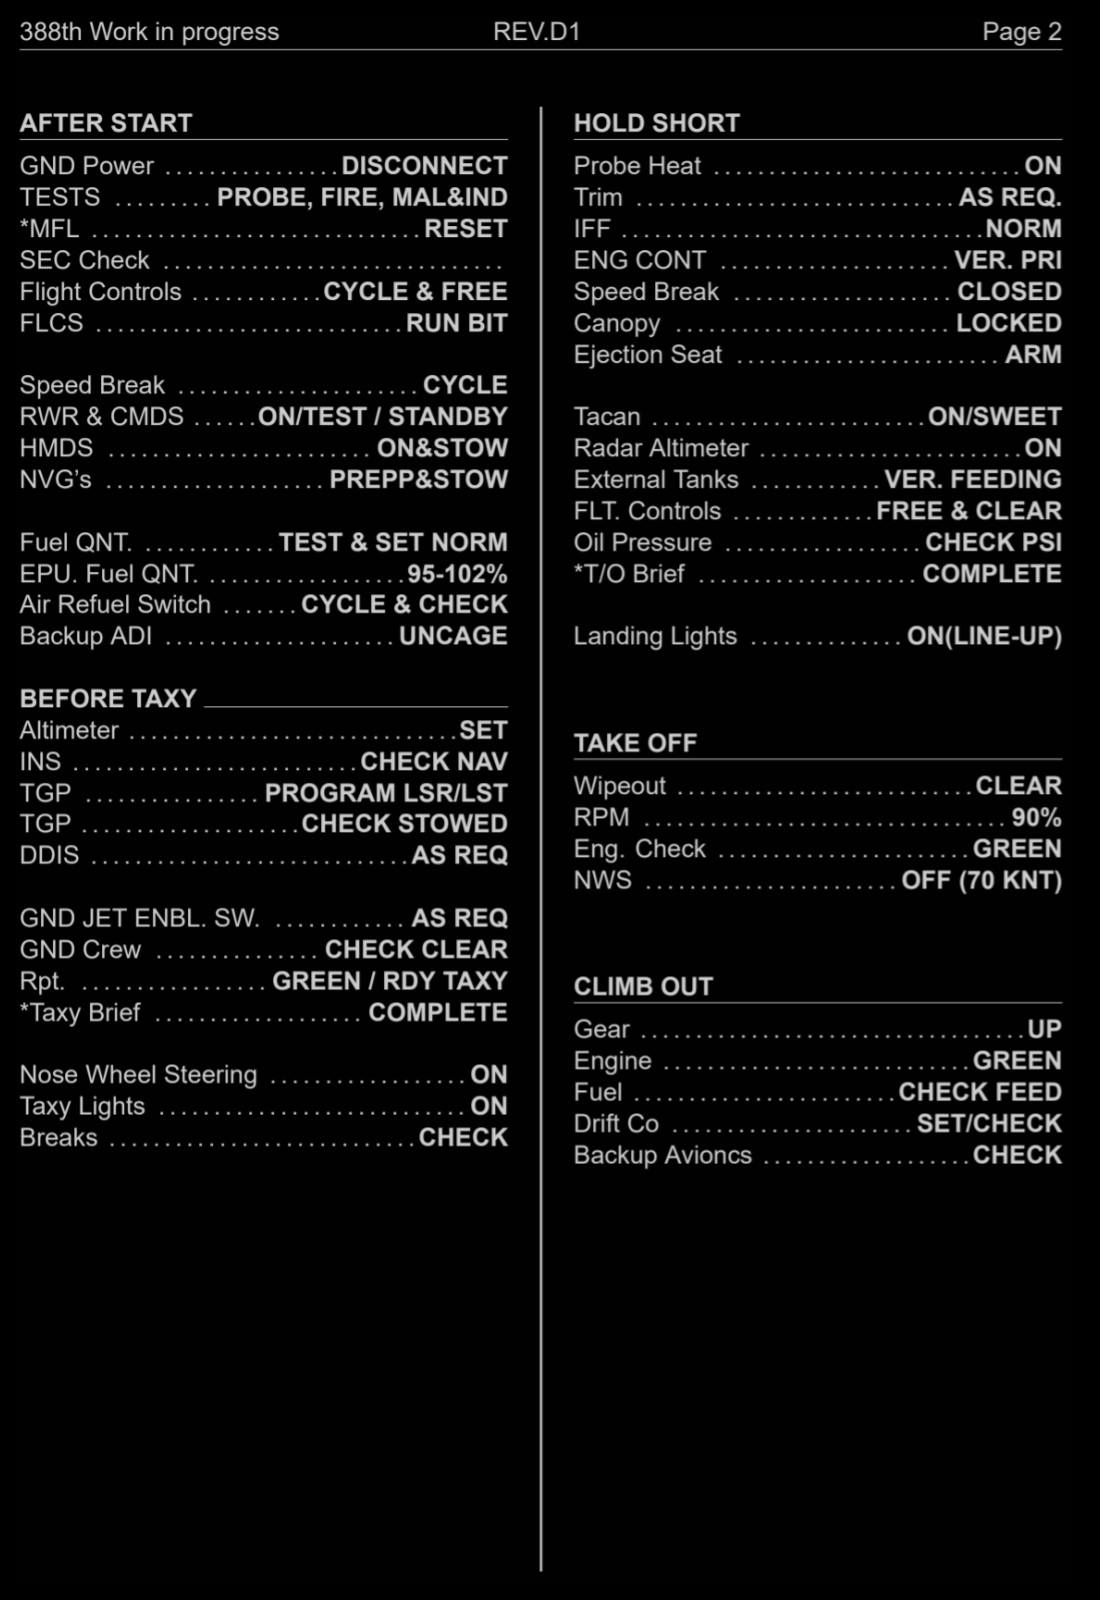 388th Work in progress REV.D1 Page 2
AFTER START
GND Power ................ DISCONNECT
TESTS ......... PROBE, FIRE, MAL&IND
*MFL .............................. RESET
SEC Check ...............................
Flight Controls ............ CYCLE & FREE
FLCS ............................ RUN BIT
Speed Break ...................... CYCLE
RWR & CMDS ...... ON/TEST / STANDBY
HMDS ........................ ON&STOW
NVG's .................... PREPP&STOW
Fuel QNT. ............ TEST & SET NORM
EPU. Fuel QNT. .................. 95-102%
Air Refuel Switch ....... CYCLE & CHECK
Backup ADI ..................... UNCAGE
BEFORE TAXY
Altimeter .............................. SET
INS .......................... CHECK NAV
TGP ................ PROGRAM LSR/LST
TGP .................... CHECK STOWED
DDIS ............................. AS REQ
GND JET ENBL. SW. ............ AS REQ
GND Crew ............... CHECK CLEAR
Rpt. ................. GREEN / RDY TAXY
*Taxy Brief ................... COMPLETE
Nose Wheel Steering .................. ON
Taxy Lights ............................ ON
Breaks ............................ CHECK
HOLD SHORT
Probe Heat ............................ ON
Trim ............................. AS REQ.
IFF ................................. NORM
ENG CONT ..................... VER. PRI
Speed Break .................... CLOSED
Canopy ......................... LOCKED
Ejection Seat ........................ ARM
Tacan ......................... ON/SWEET
Radar Altimeter ........................ ON
External Tanks ............ VER. FEEDING
FLT. Controls ............. FREE & CLEAR
Oil Pressure .................. CHECK PSI
*T/O Brief .................... COMPLETE
Landing Lights .............. ON(LINE-UP)
TAKE OFF
Wipeout ........................... CLEAR
RPM ................................. 90%
Eng. Check ....................... GREEN
NWS ....................... OFF (70 KNT)
CLIMB OUT
Gear ................................... UP
Engine ............................ GREEN
Fuel ........................ CHECK FEED
Drift Co ...................... SET/CHECK
Backup Avioncs ................... CHECK